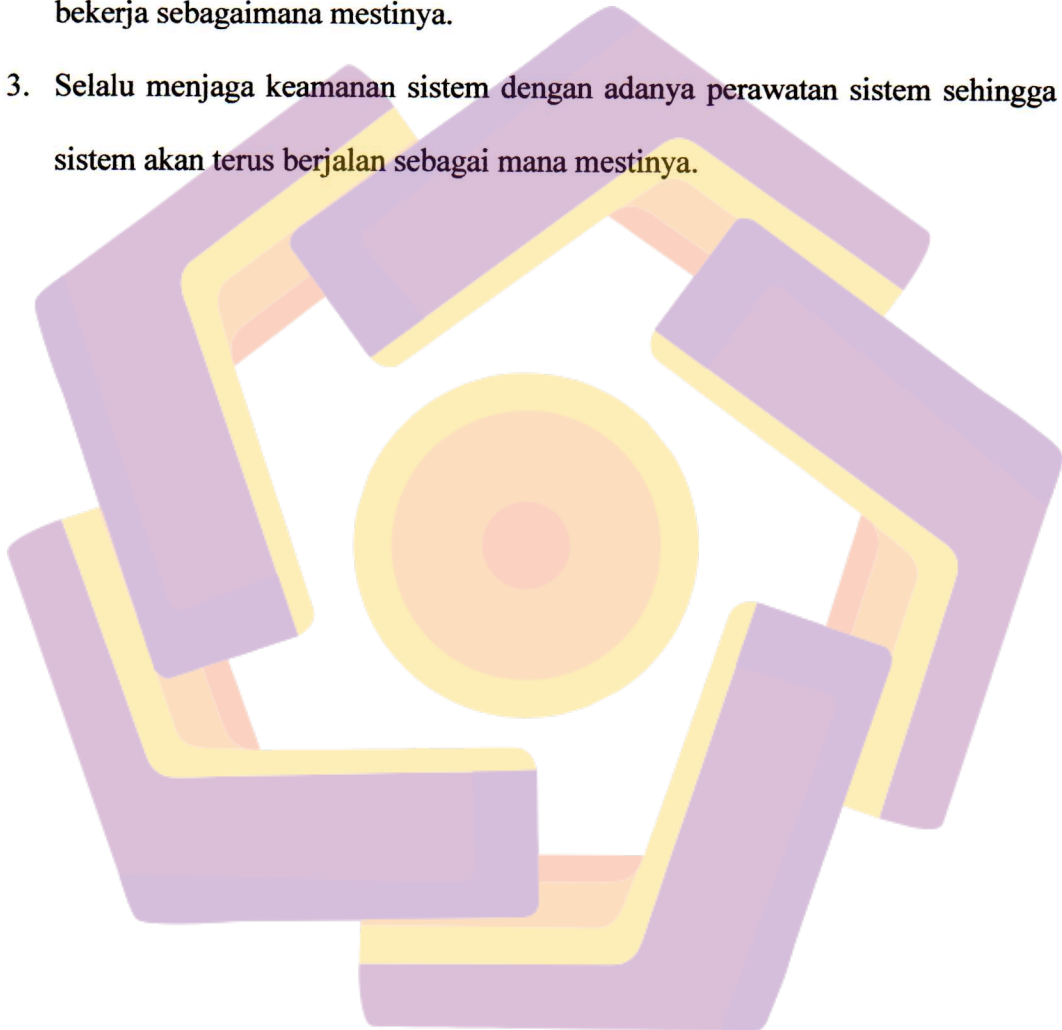 bekerja sebagaimana mestinya.
3. Selalu menjaga keamanan sistem dengan adanya perawatan sistem sehingga
sistem akan terus berjalan sebagai mana mestinya.